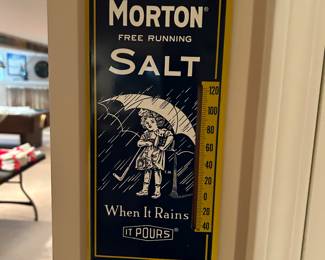 MORTON®
FREE RUNNING
SALT
120
100
80
60
40
20
0
20
40
When It Rains
IT POURS®